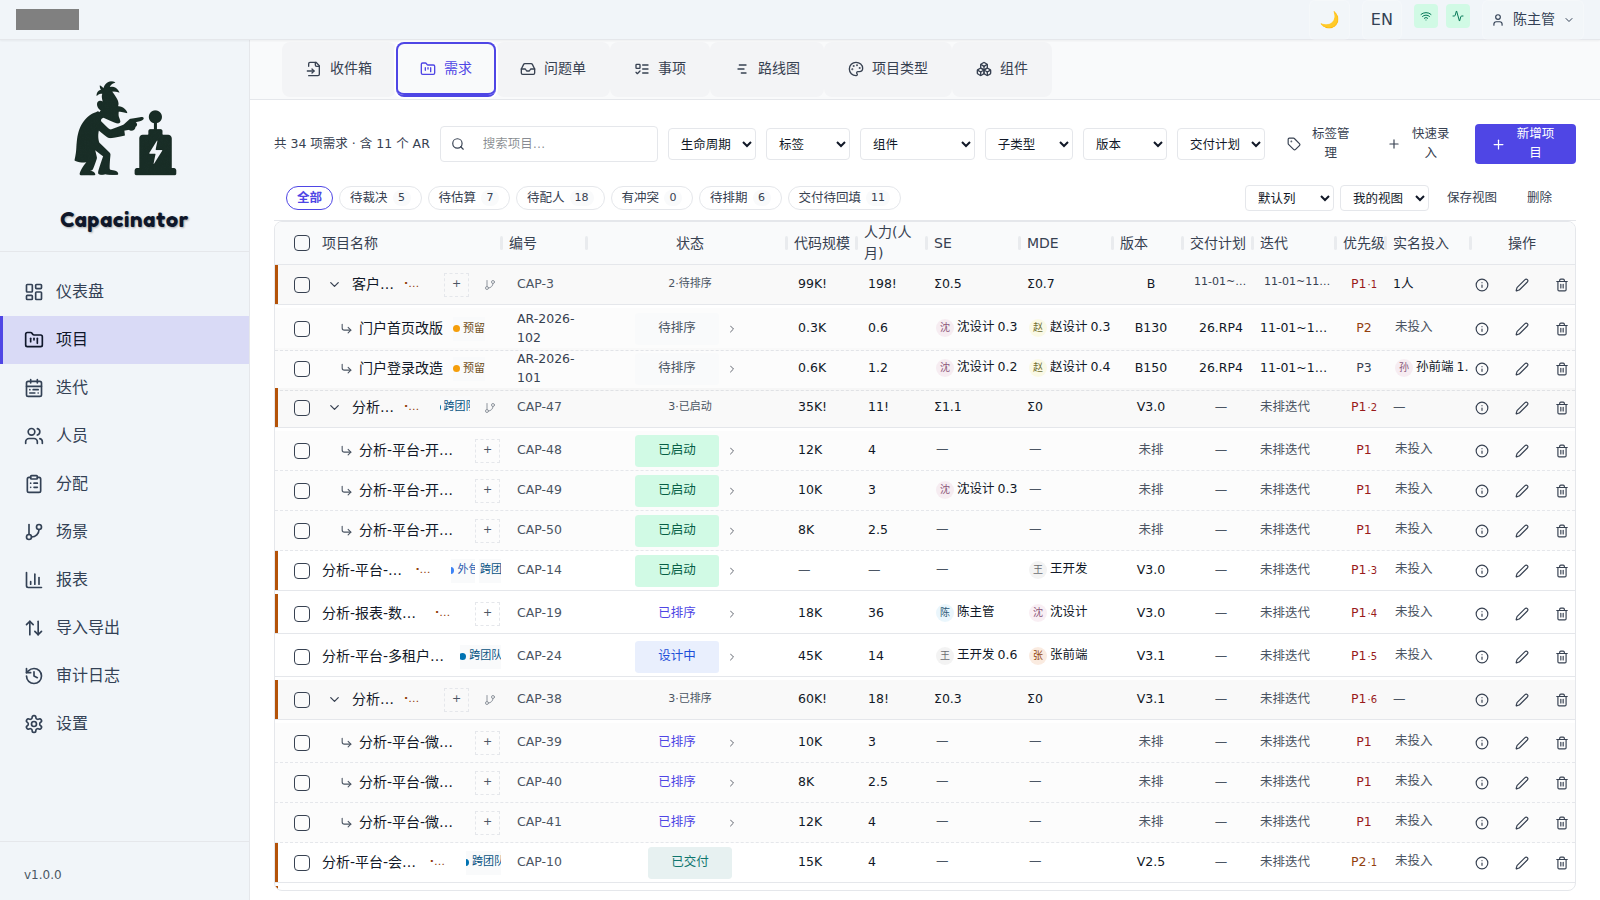 🌙 EN 陈主管
Capacinator
仪表盘
项目
迭代
人员
分配
场景
报表
导入导出
审计日志
设置
v1.0.0
收件箱 需求 问题单 事项 路线图 项目类型 组件
共 34 项需求 · 含 11 个 AR 搜索项目... 生命周期 标签 组件 子类型 版本 交付计划 标签管理 快速录入 新增项目
全部 待裁决 5 待估算 7 待配人 18 有冲突 0 待排期 6 交付待回填 11 默认列 我的视图 保存视图 删除
项目名称 编号 状态 代码规模 人力(人月) SE MDE 版本 交付计划 迭代 优先级 实名投入 操作
客户... ·... + CAP-3 2·待排序 99K! 198! Σ0.5 Σ0.7 B 11-01~... 11-01~11... P1·1 1人
门户首页改版 预留 AR-2026-102 待排序 0.3K 0.6 沈 沈设计 0.3 赵 赵设计 0.3 B130 26.RP4 11-01~1... P2 未投入
门户登录改造 预留 AR-2026-101 待排序 0.6K 1.2 沈 沈设计 0.2 赵 赵设计 0.4 B150 26.RP4 11-01~1... P3 孙 孙前端 1.
分析... ·... 跨团队 CAP-47 3·已启动 35K! 11! Σ1.1 Σ0 V3.0 — 未排迭代 P1·2 —
分析-平台-开... + CAP-48 已启动 12K 4 — — 未排 — 未排迭代 P1 未投入
分析-平台-开... + CAP-49 已启动 10K 3 沈 沈设计 0.3 — 未排 — 未排迭代 P1 未投入
分析-平台-开... + CAP-50 已启动 8K 2.5 — — 未排 — 未排迭代 P1 未投入
分析-平台-... ·... 外包 跨团 CAP-14 已启动 — — — 王 王开发 V3.0 — 未排迭代 P1·3 未投入
分析-报表-数... ·... + CAP-19 已排序 18K 36 陈 陈主管 沈 沈设计 V3.0 — 未排迭代 P1·4 未投入
分析-平台-多租户... 跨团队 CAP-24 设计中 45K 14 王 王开发 0.6 张 张前端 V3.1 — 未排迭代 P1·5 未投入
分析... ·... + CAP-38 3·已排序 60K! 18! Σ0.3 Σ0 V3.1 — 未排迭代 P1·6 —
分析-平台-微... + CAP-39 已排序 10K 3 — — 未排 — 未排迭代 P1 未投入
分析-平台-微... + CAP-40 已排序 8K 2.5 — — 未排 — 未排迭代 P1 未投入
分析-平台-微... + CAP-41 已排序 12K 4 — — 未排 — 未排迭代 P1 未投入
分析-平台-会... ·... 跨团队 CAP-10 已交付 15K 4 — — V2.5 — 未排迭代 P2·1 未投入